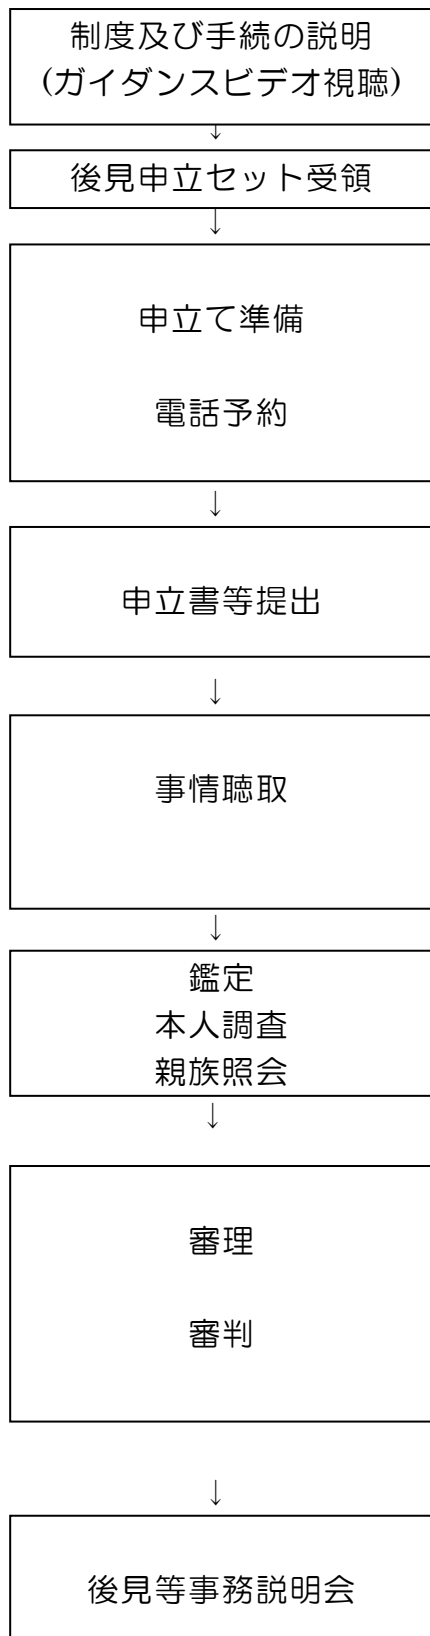 制度及び手続の説明
(ガイダンスビデオ視聴)
↓
後見申立セット受領
↓
申立て準備
電話予約
↓
申立書等提出
↓
事情聴取
↓
鑑定
本人調査
親族照会
↓
審理
審判
↓
後見等事務説明会